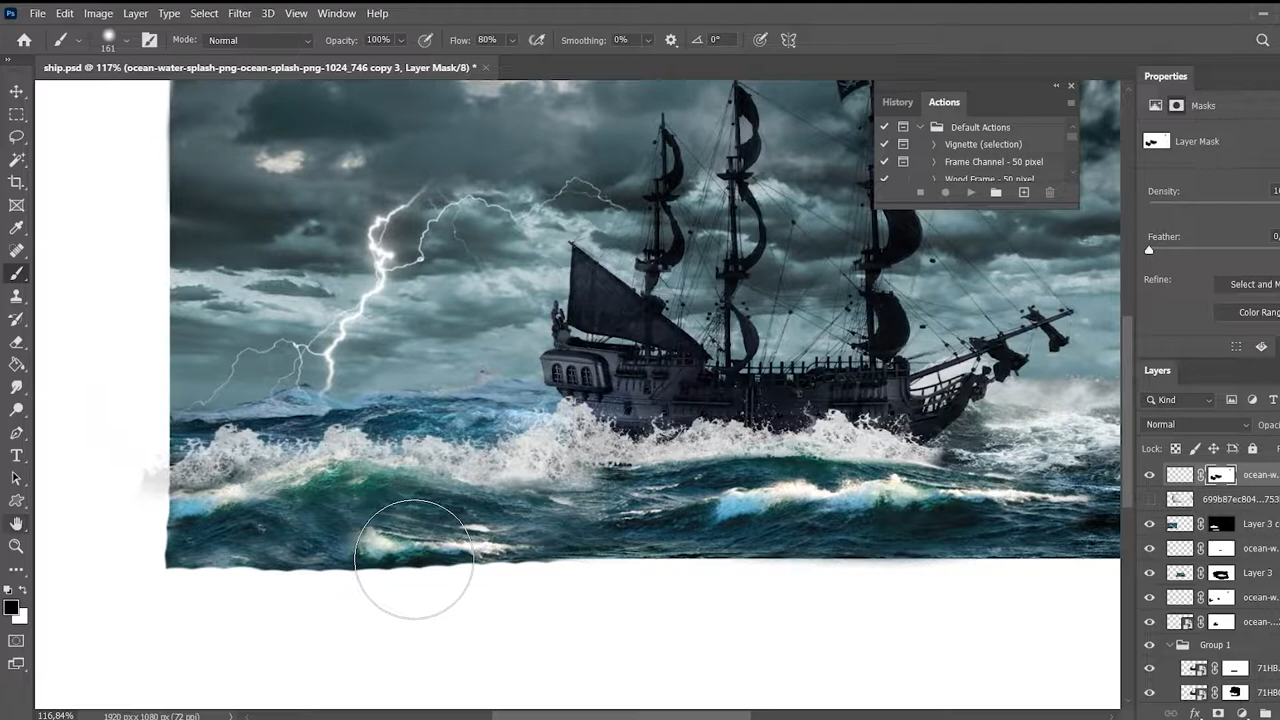 Ps File Edit Image Layer Type Select Filter 3D View Window Help
161 Mode: Normal Opacity: 100% Flow: 80% Smoothing: 0% 0°
ship.psd @ 117% (ocean-water-splash-png-ocean-splash-png-1024_746 copy 3, Layer Mask/8) *
History Actions
Default Actions
Vignette (selection)
Frame Channel - 50 pixel
Wood Frame - 50 pixel
Properties
Masks
Layer Mask
Density:
Feather: 0,
Refine: Select and M
Color Rang
Layers
Kind
Normal Opaci
Lock:
ocean-w...
699b87ec804...753
Layer 3 c
ocean-w...
Layer 3
ocean-w...
ocean-...
Group 1
71HB
71HB
116,84% 1920 px x 1080 px (72 ppi)